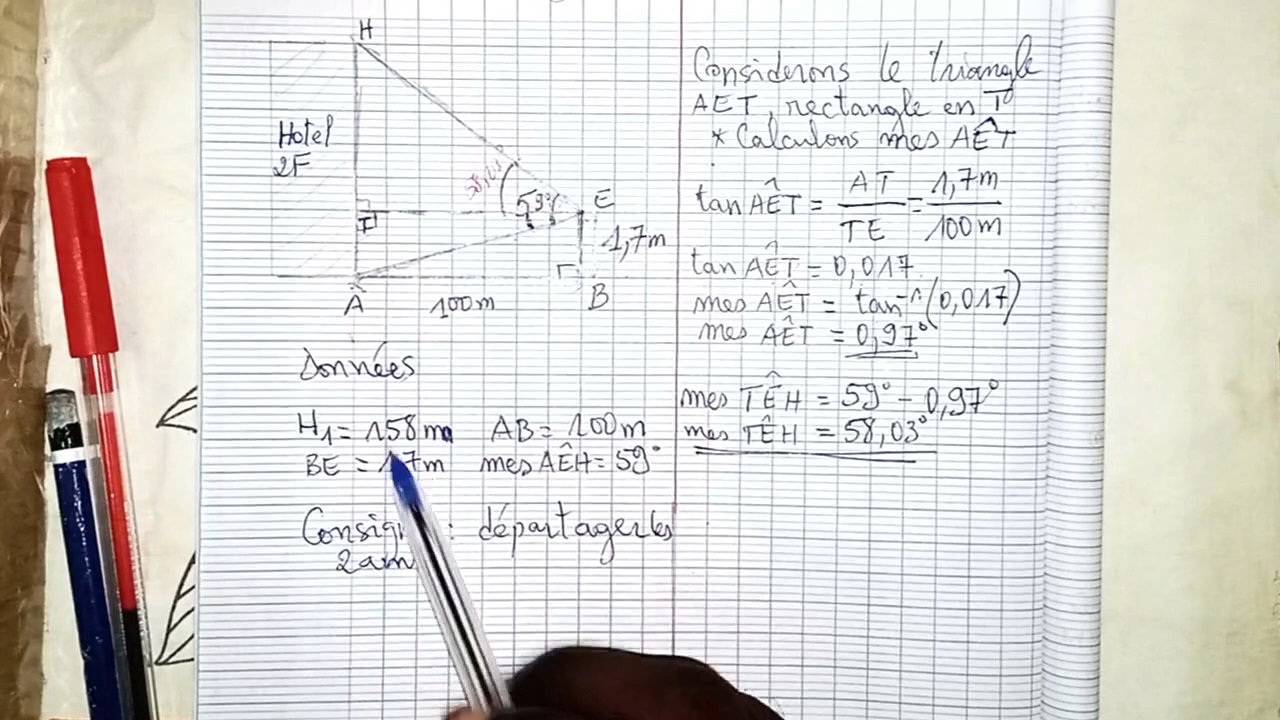 H
Hotel
2F
T
59°
E
1,7m
A
100m
B
Données
H₁ = 158m AB = 100m
BE = 1,7m mes AÊH = 59°
départager les
2 am
Considerons le triangle
AET, rectangle en T
* Calculons mes AÊT
tan AÊT = AT/TE = 1,7m/100m
tan AÊT = 0,017
mes AÊT = tan⁻¹(0,017)
mes AÊT = 0,97°
mes TÊH = 59° - 0,97°
mes TÊH = 58,03°